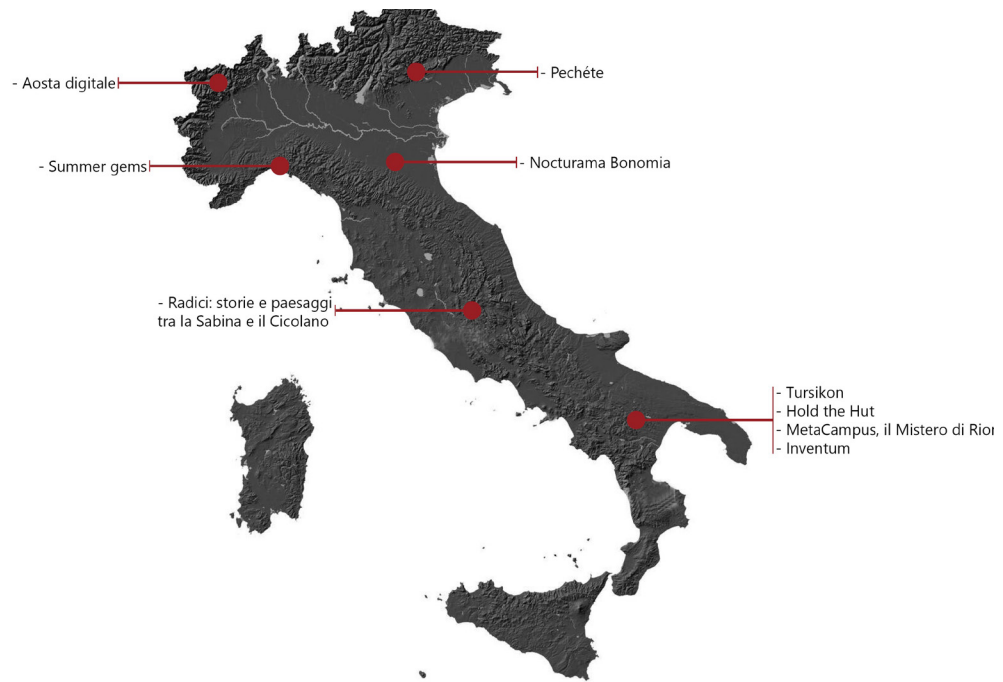 - Aosta digitale
- Pechéte
- Summer gems
- Nocturama Bonomia
- Radici: storie e paesaggi
tra la Sabina e il Cicolano
- Tursikon
- Hold the Hut
- MetaCampus, il Mistero di
- Inventum